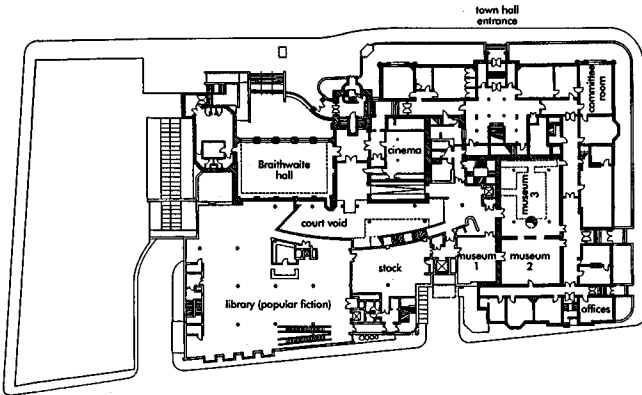 town hall
entrance
committee
room
cinema
Braithwaite
hall
museum
3
court void
stock
museum
1
museum
2
library (popular fiction)
offices